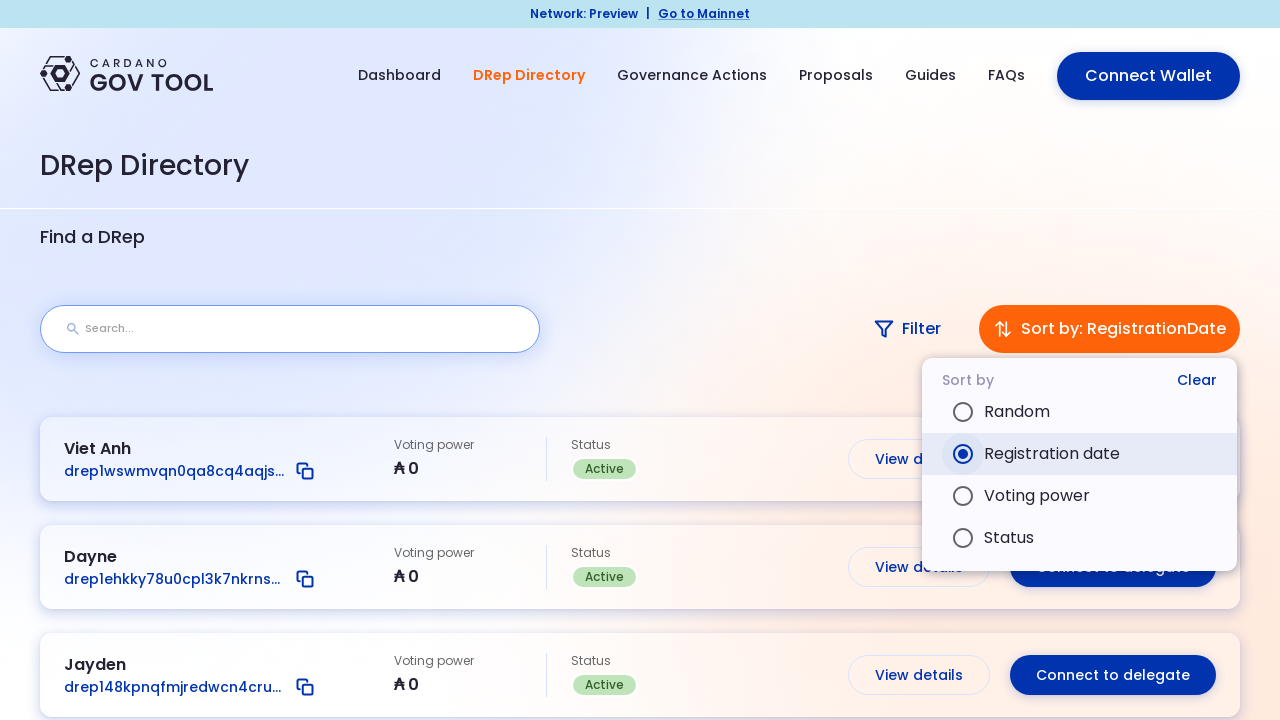 Network: Preview | Go to Mainnet
CARDANO
GOV TOOL
Dashboard
DRep Directory
Governance Actions
Proposals
Guides
FAQs
Connect Wallet
DRep Directory
Find a DRep
Search...
Filter
Sort by: RegistrationDate
Sort by
Clear
Random
Registration date
Voting power
Status
Viet Anh
drep1wswmvqn0qa8cq4aqjs...
Voting power
₳ 0
Status
Active
View d
Dayne
drep1ehkky78u0cpl3k7nkrns...
Voting power
₳ 0
Status
Active
View details
Connect to delegate
Jayden
drep148kpnqfmjredwcn4cru...
Voting power
₳ 0
Status
Active
View details
Connect to delegate